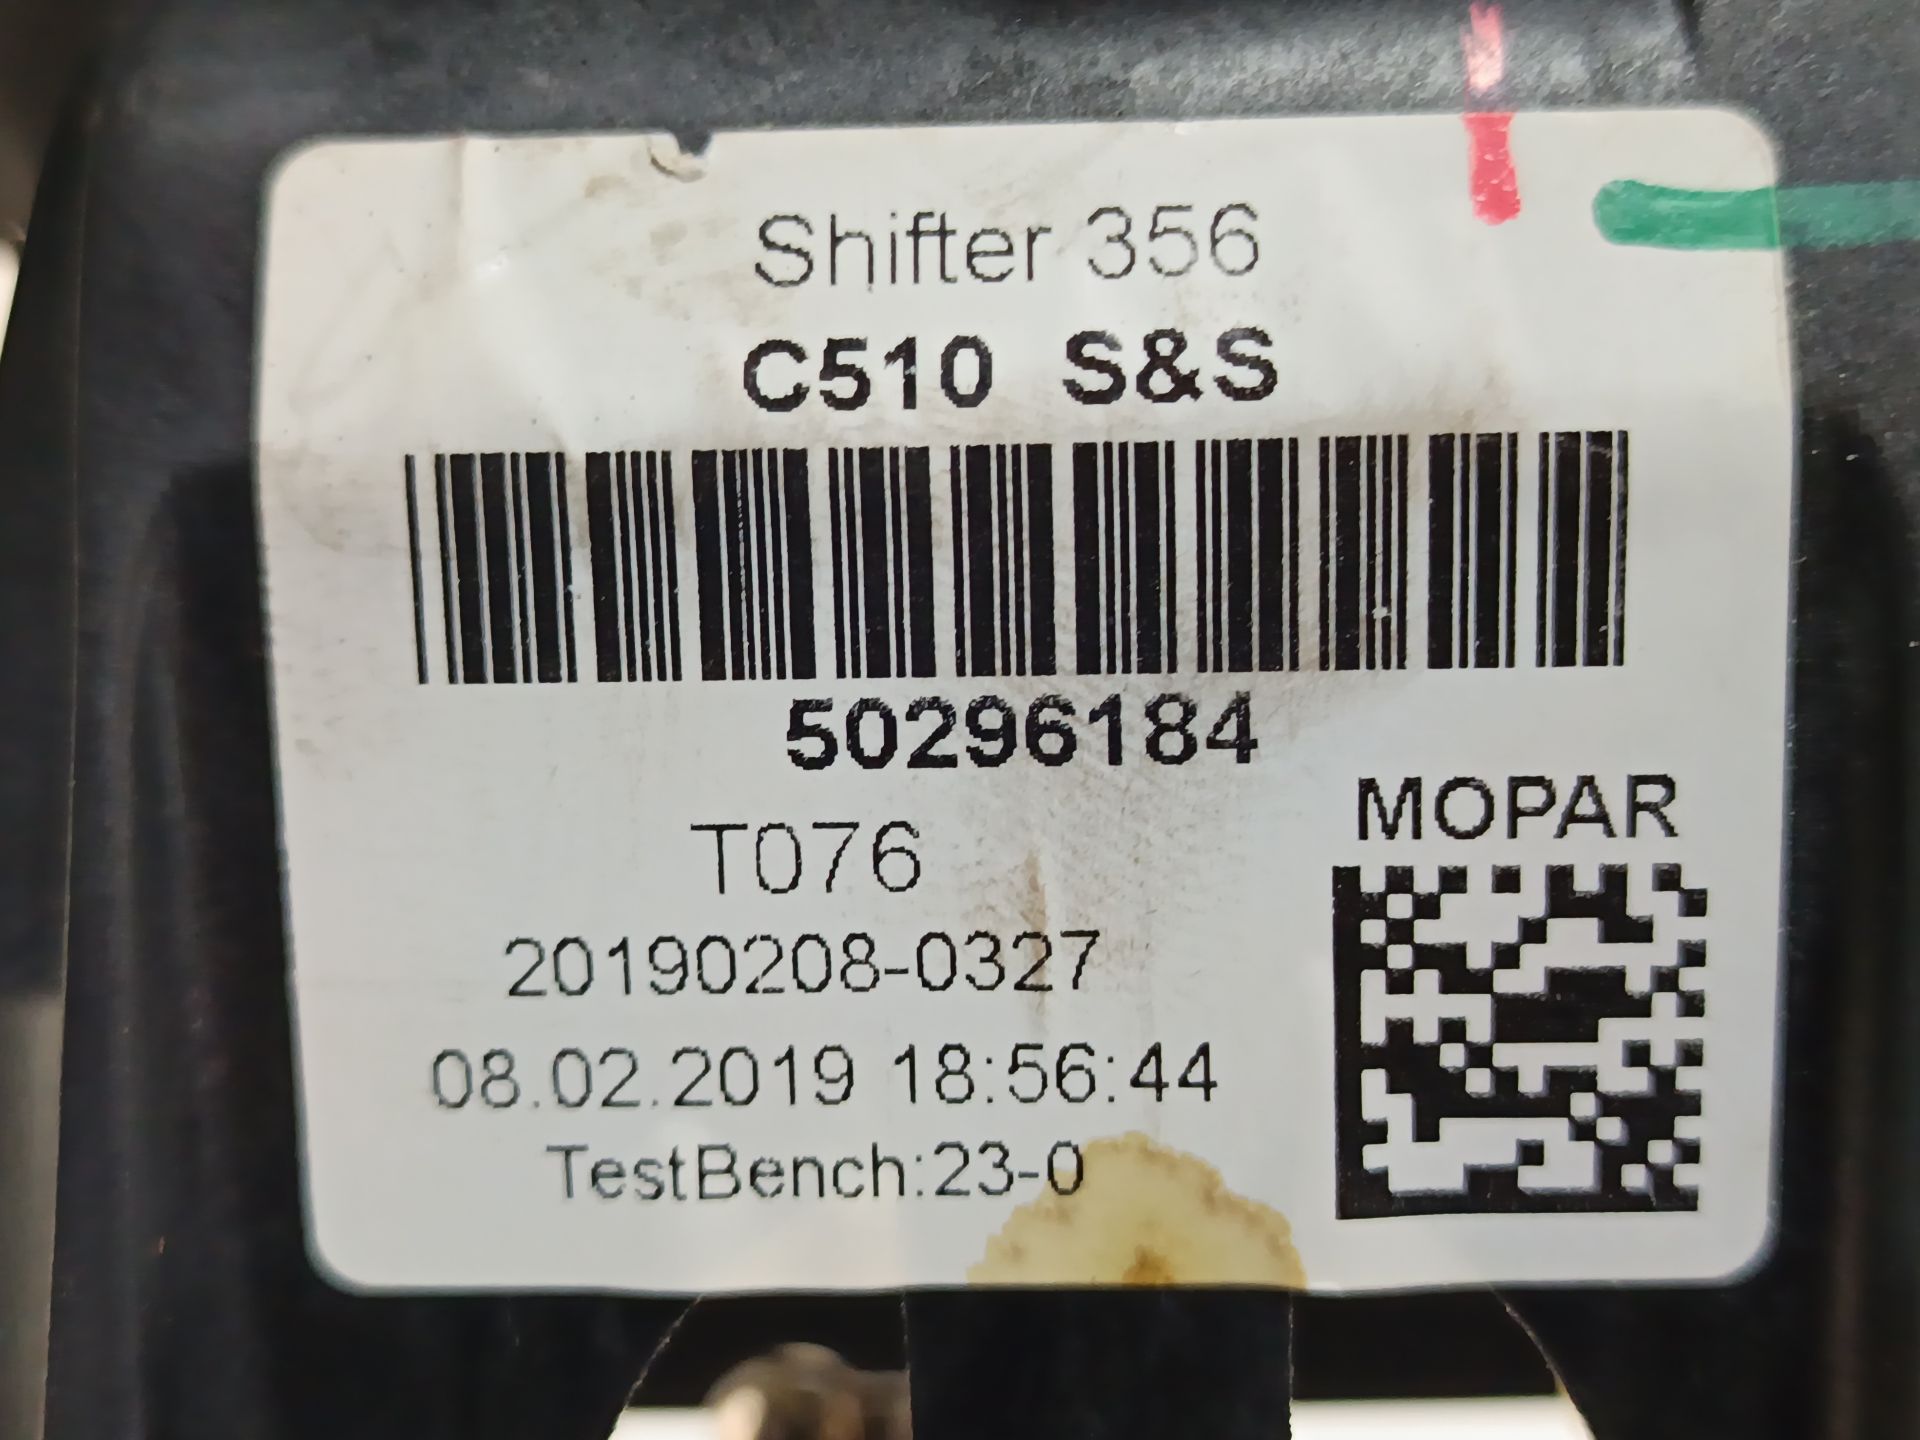 Shifter 356
C510 S&S
50296184
MOPAR
T076
20190208-0327
08.02.2019 18:56:44
TestBench:23-0